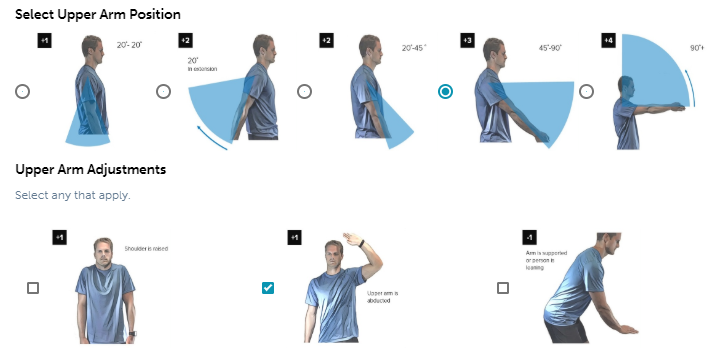 Select Upper Arm Position
+1
20°- 20°
+2
20°
in extension
+2
20°-45°
+3
45°-90°
+4
90°+
Upper Arm Adjustments
Select any that apply.
+1
Shoulder is raised
+1
Upper arm is
abducted
-1
Arm is supported
or person is
leaning